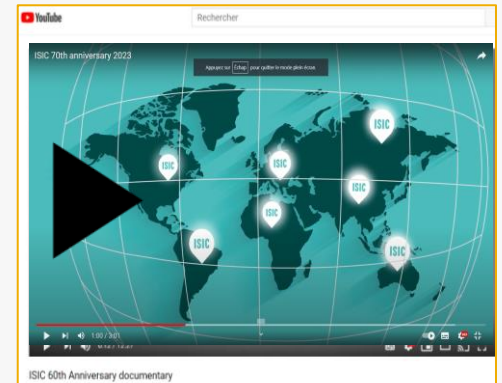 YouTube
Rechercher
ISIC 70th anniversary 2023
Appuyez sur Échap pour quitter le mode plein écran.
ISIC
ISIC
ISIC
ISIC
ISIC
ISIC
ISIC
1:00 / 3:01
ISIC 60th Anniversary documentary